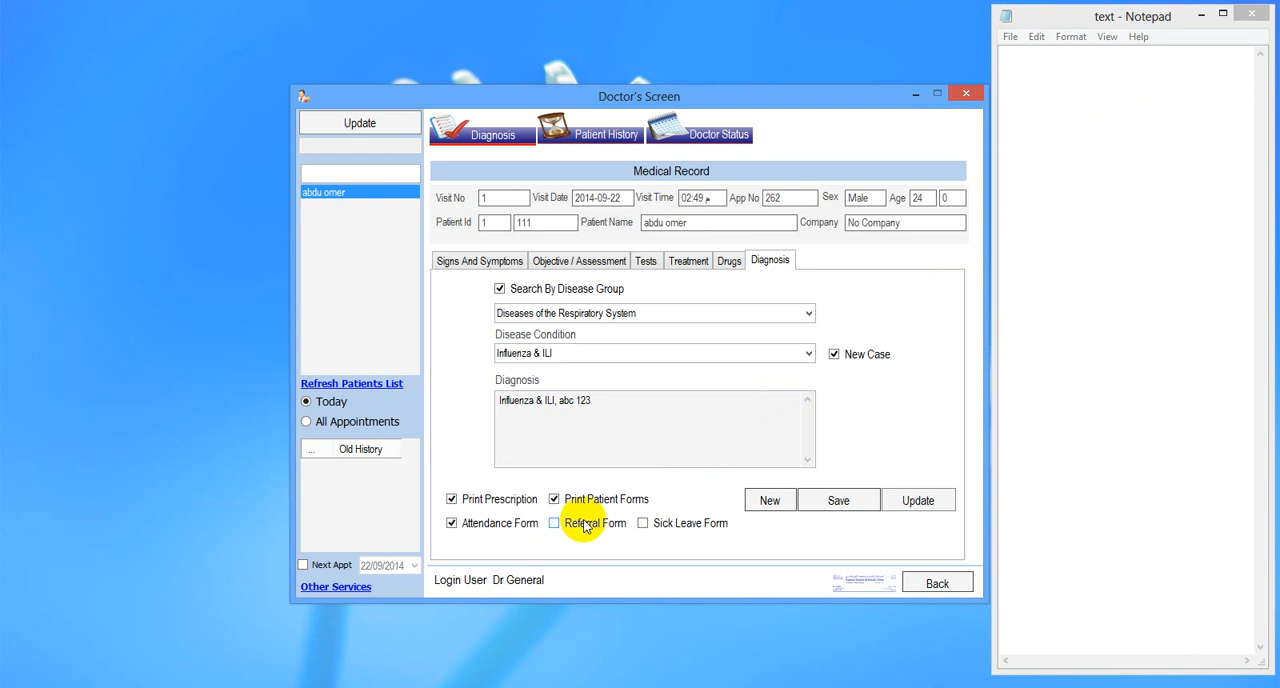 text - Notepad
File Edit Format View Help
Doctor's Screen
Update
abdu omer
Refresh Patients List
Today
All Appointments
... Old History
Next Appt 22/09/2014
Other Services
Diagnosis Patient History Doctor Status
Medical Record
Visit No 1 Visit Date 2014-09-22 Visit Time 02:49 م App No 262 Sex Male Age 24 0
Patient Id 1 111 Patient Name abdu omer Company No Company
Signs And Symptoms Objective / Assessment Tests Treatment Drugs Diagnosis
Search By Disease Group
Diseases of the Respiratory System
Disease Condition
Influenza & ILI New Case
Diagnosis
Influenza & ILI, abc 123
Print Prescription Print Patient Forms New Save Update
Attendance Form Referral Form Sick Leave Form
Login User Dr General Back